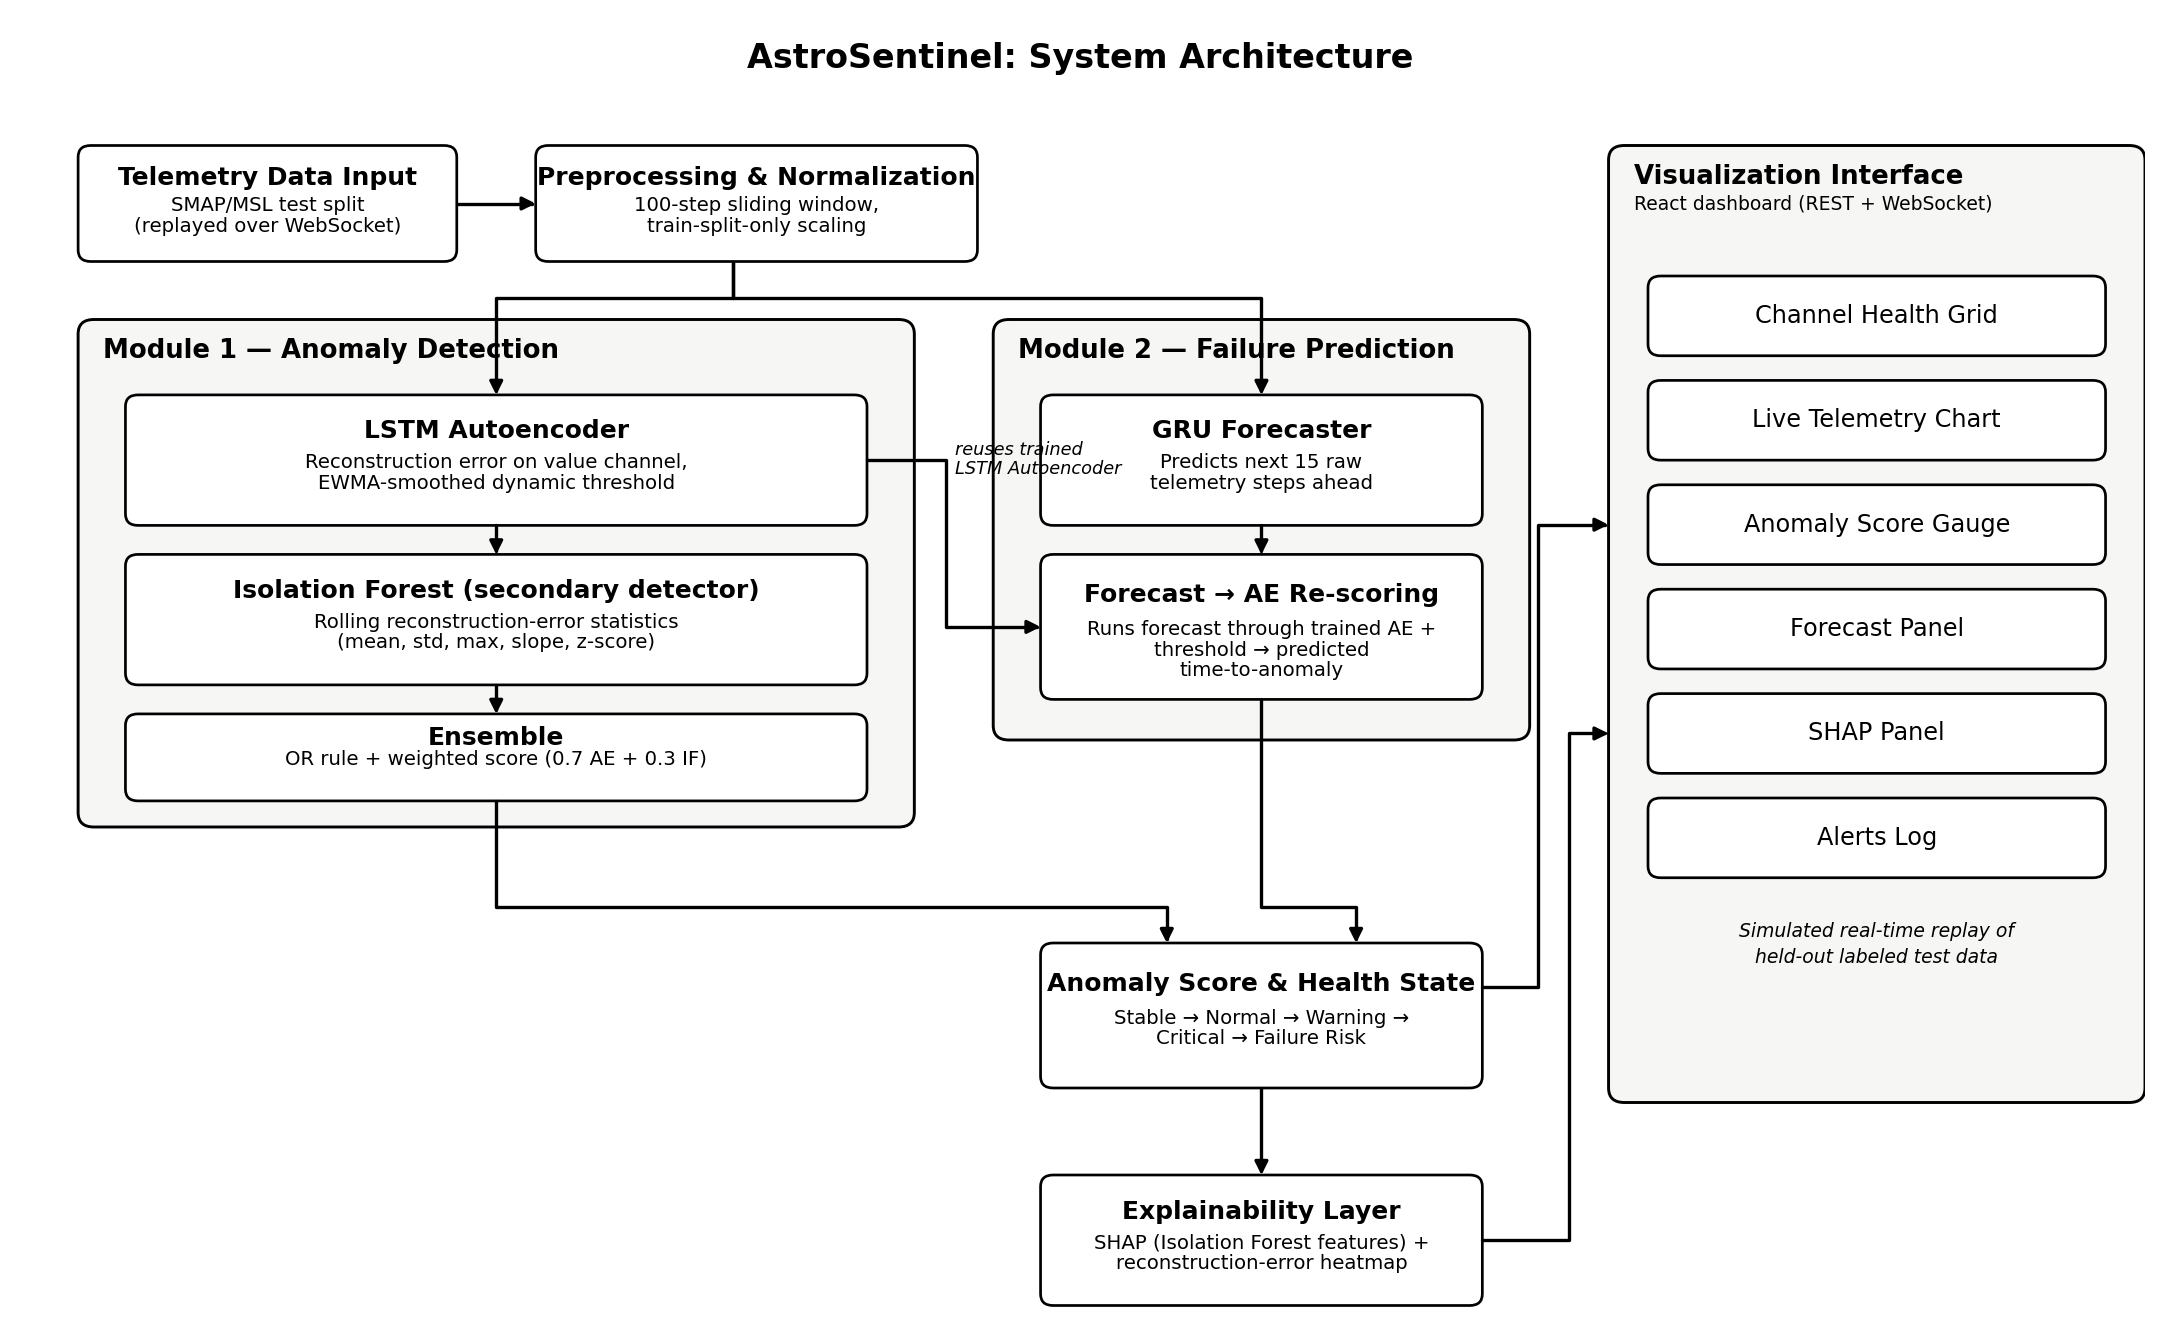 AstroSentinel: System Architecture
Telemetry Data Input
SMAP/MSL test split
(replayed over WebSocket)
Preprocessing & Normalization
100-step sliding window,
train-split-only scaling
Module 1 — Anomaly Detection
LSTM Autoencoder
Reconstruction error on value channel,
EWMA-smoothed dynamic threshold
Isolation Forest (secondary detector)
Rolling reconstruction-error statistics
(mean, std, max, slope, z-score)
Ensemble
OR rule + weighted score (0.7 AE + 0.3 IF)
reuses trained
LSTM Autoencoder
Module 2 — Failure Prediction
GRU Forecaster
Predicts next 15 raw
telemetry steps ahead
Forecast → AE Re-scoring
Runs forecast through trained AE +
threshold → predicted
time-to-anomaly
Anomaly Score & Health State
Stable → Normal → Warning →
Critical → Failure Risk
Explainability Layer
SHAP (Isolation Forest features) +
reconstruction-error heatmap
Visualization Interface
React dashboard (REST + WebSocket)
Channel Health Grid
Live Telemetry Chart
Anomaly Score Gauge
Forecast Panel
SHAP Panel
Alerts Log
Simulated real-time replay of
held-out labeled test data